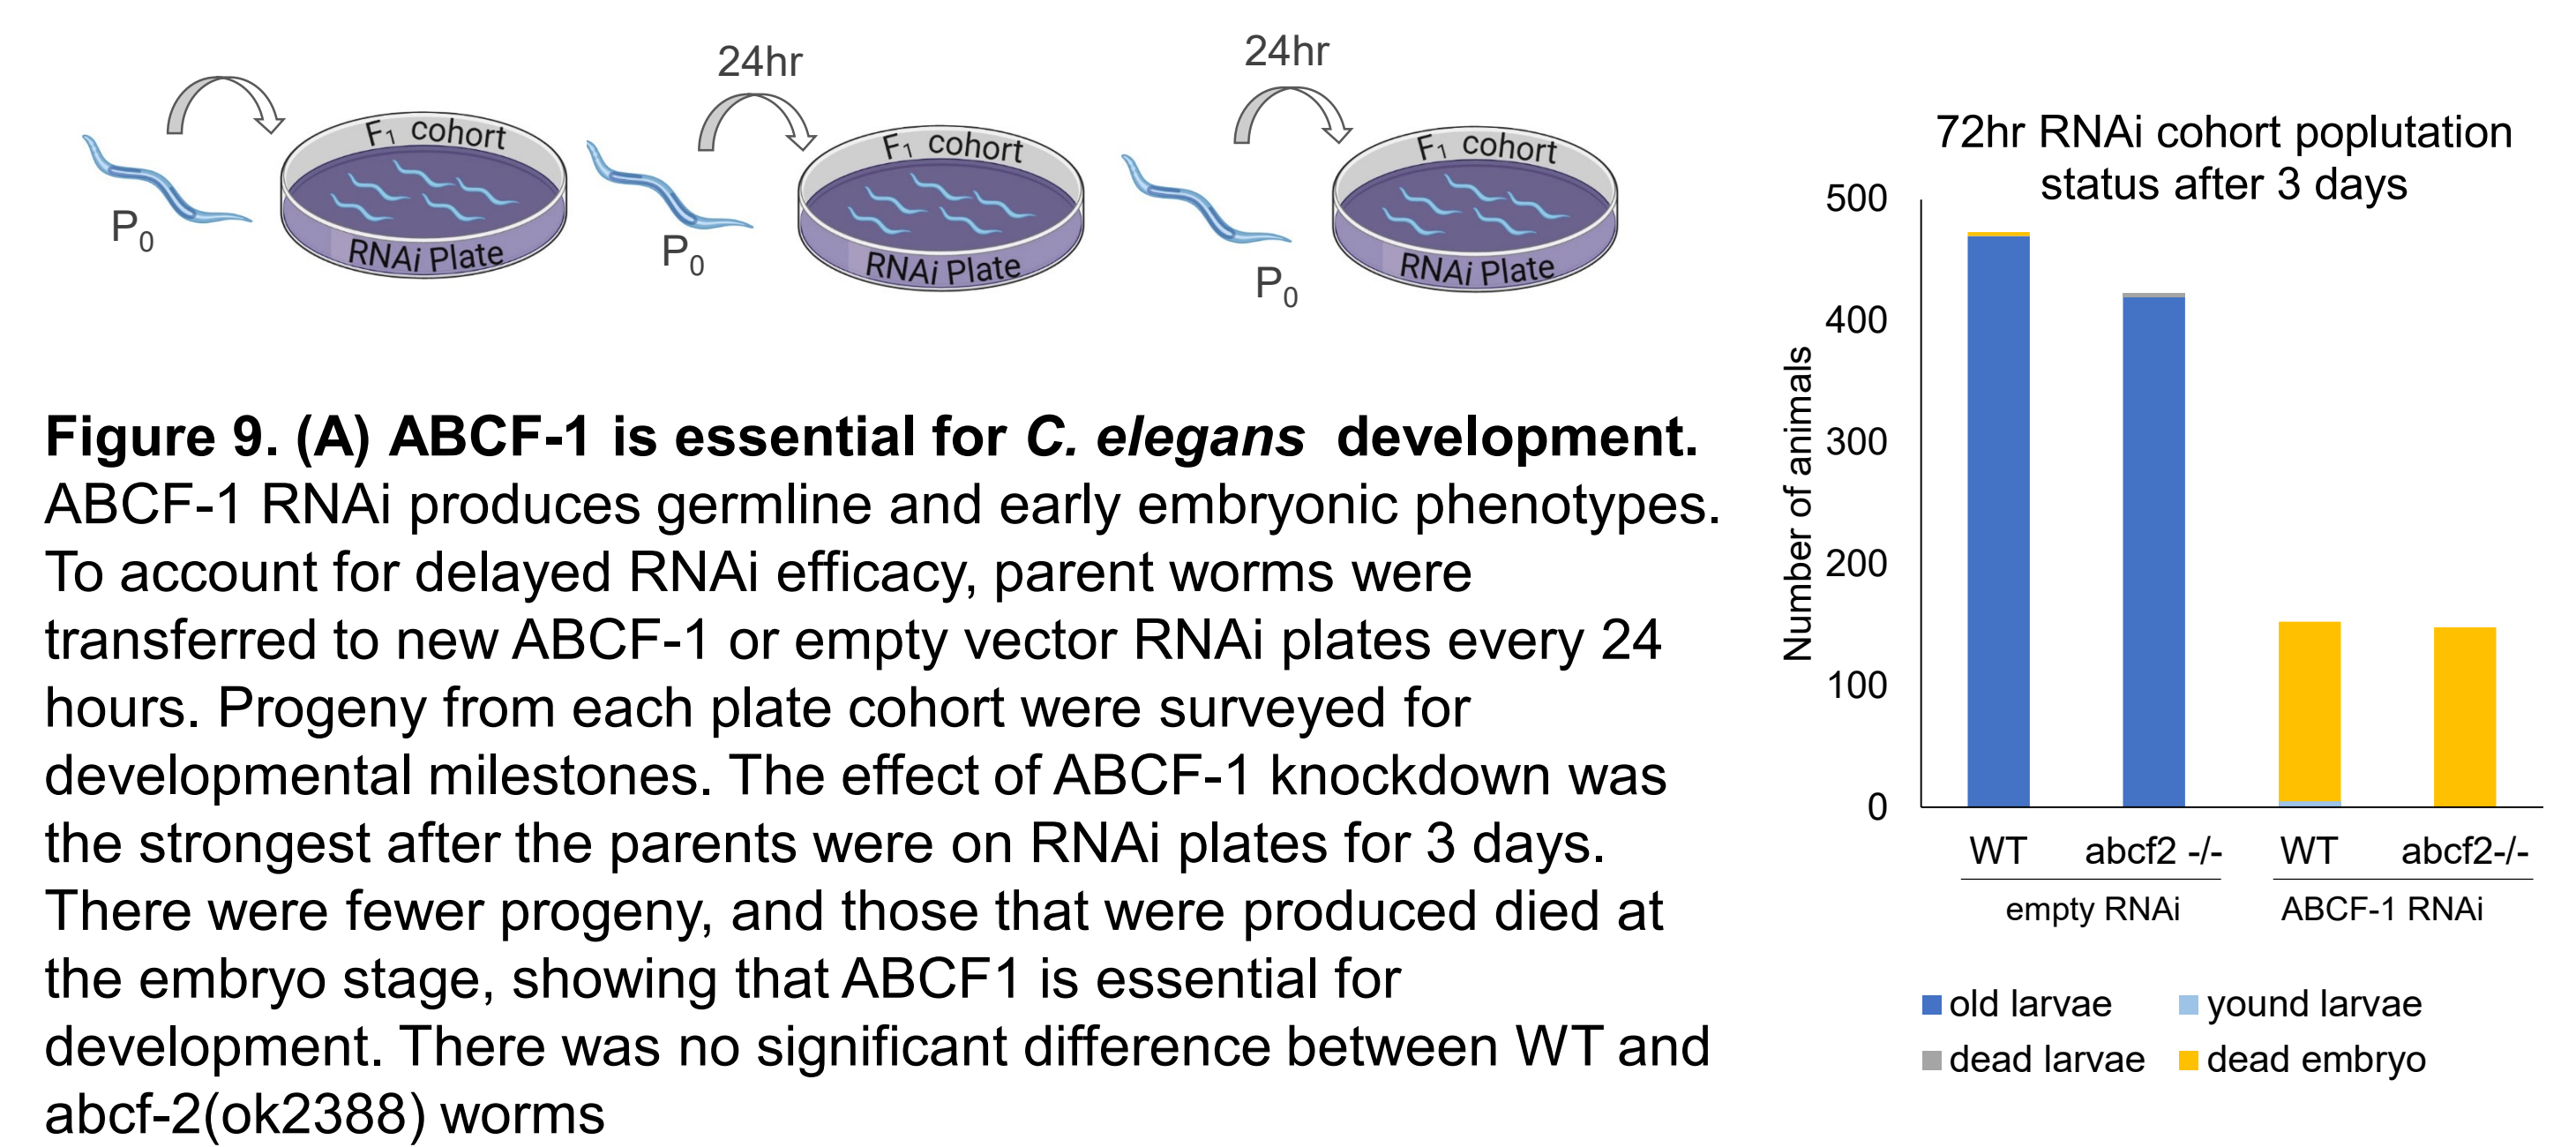 24hr
24hr
F₁ cohort
F₁ cohort
F₁ cohort
P₀
P₀
P₀
RNAi Plate
RNAi Plate
RNAi Plate
Figure 9. (A) ABCF-1 is essential for C. elegans development.
ABCF-1 RNAi produces germline and early embryonic phenotypes.
To account for delayed RNAi efficacy, parent worms were
transferred to new ABCF-1 or empty vector RNAi plates every 24
hours. Progeny from each plate cohort were surveyed for
developmental milestones. The effect of ABCF-1 knockdown was
the strongest after the parents were on RNAi plates for 3 days.
There were fewer progeny, and those that were produced died at
the embryo stage, showing that ABCF1 is essential for
development. There was no significant difference between WT and
abcf-2(ok2388) worms
72hr RNAi cohort poplutation
status after 3 days
Number of animals
500
400
300
200
100
0
WT abcf2 -/- WT abcf2-/-
empty RNAi ABCF-1 RNAi
old larvae yound larvae
dead larvae dead embryo